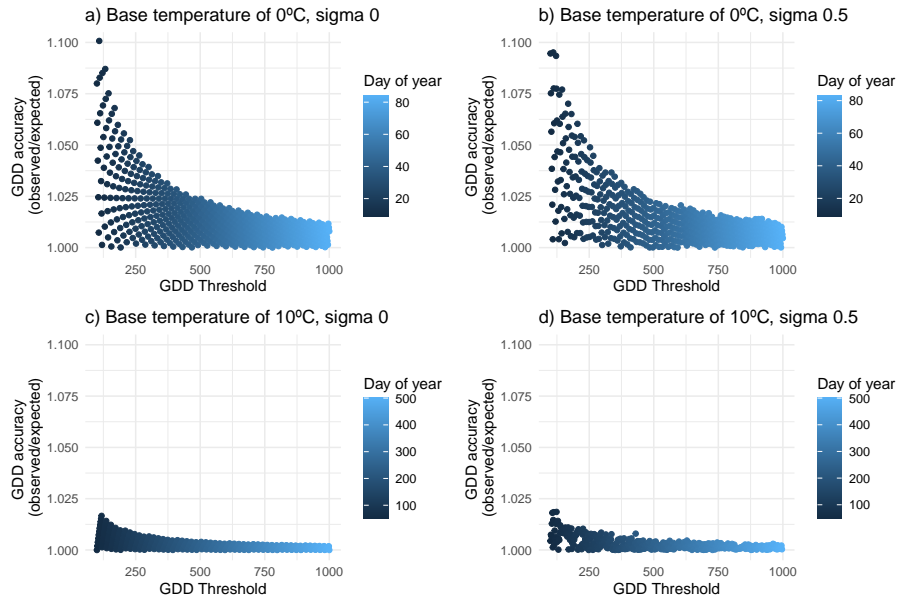 a) Base temperature of 0ºC, sigma 0
1.100
1.075
1.050
1.025
1.000
GDD accuracy
(observed/expected)
250 500 750 1000
GDD Threshold
Day of year
80
60
40
20
b) Base temperature of 0ºC, sigma 0.5
1.100
1.075
1.050
1.025
1.000
GDD accuracy
(observed/expected)
250 500 750 1000
GDD Threshold
Day of year
80
60
40
20
c) Base temperature of 10ºC, sigma 0
1.100
1.075
1.050
1.025
1.000
GDD accuracy
(observed/expected)
250 500 750 1000
GDD Threshold
Day of year
500
400
300
200
100
d) Base temperature of 10ºC, sigma 0.5
1.100
1.075
1.050
1.025
1.000
GDD accuracy
(observed/expected)
250 500 750 1000
GDD Threshold
Day of year
500
400
300
200
100